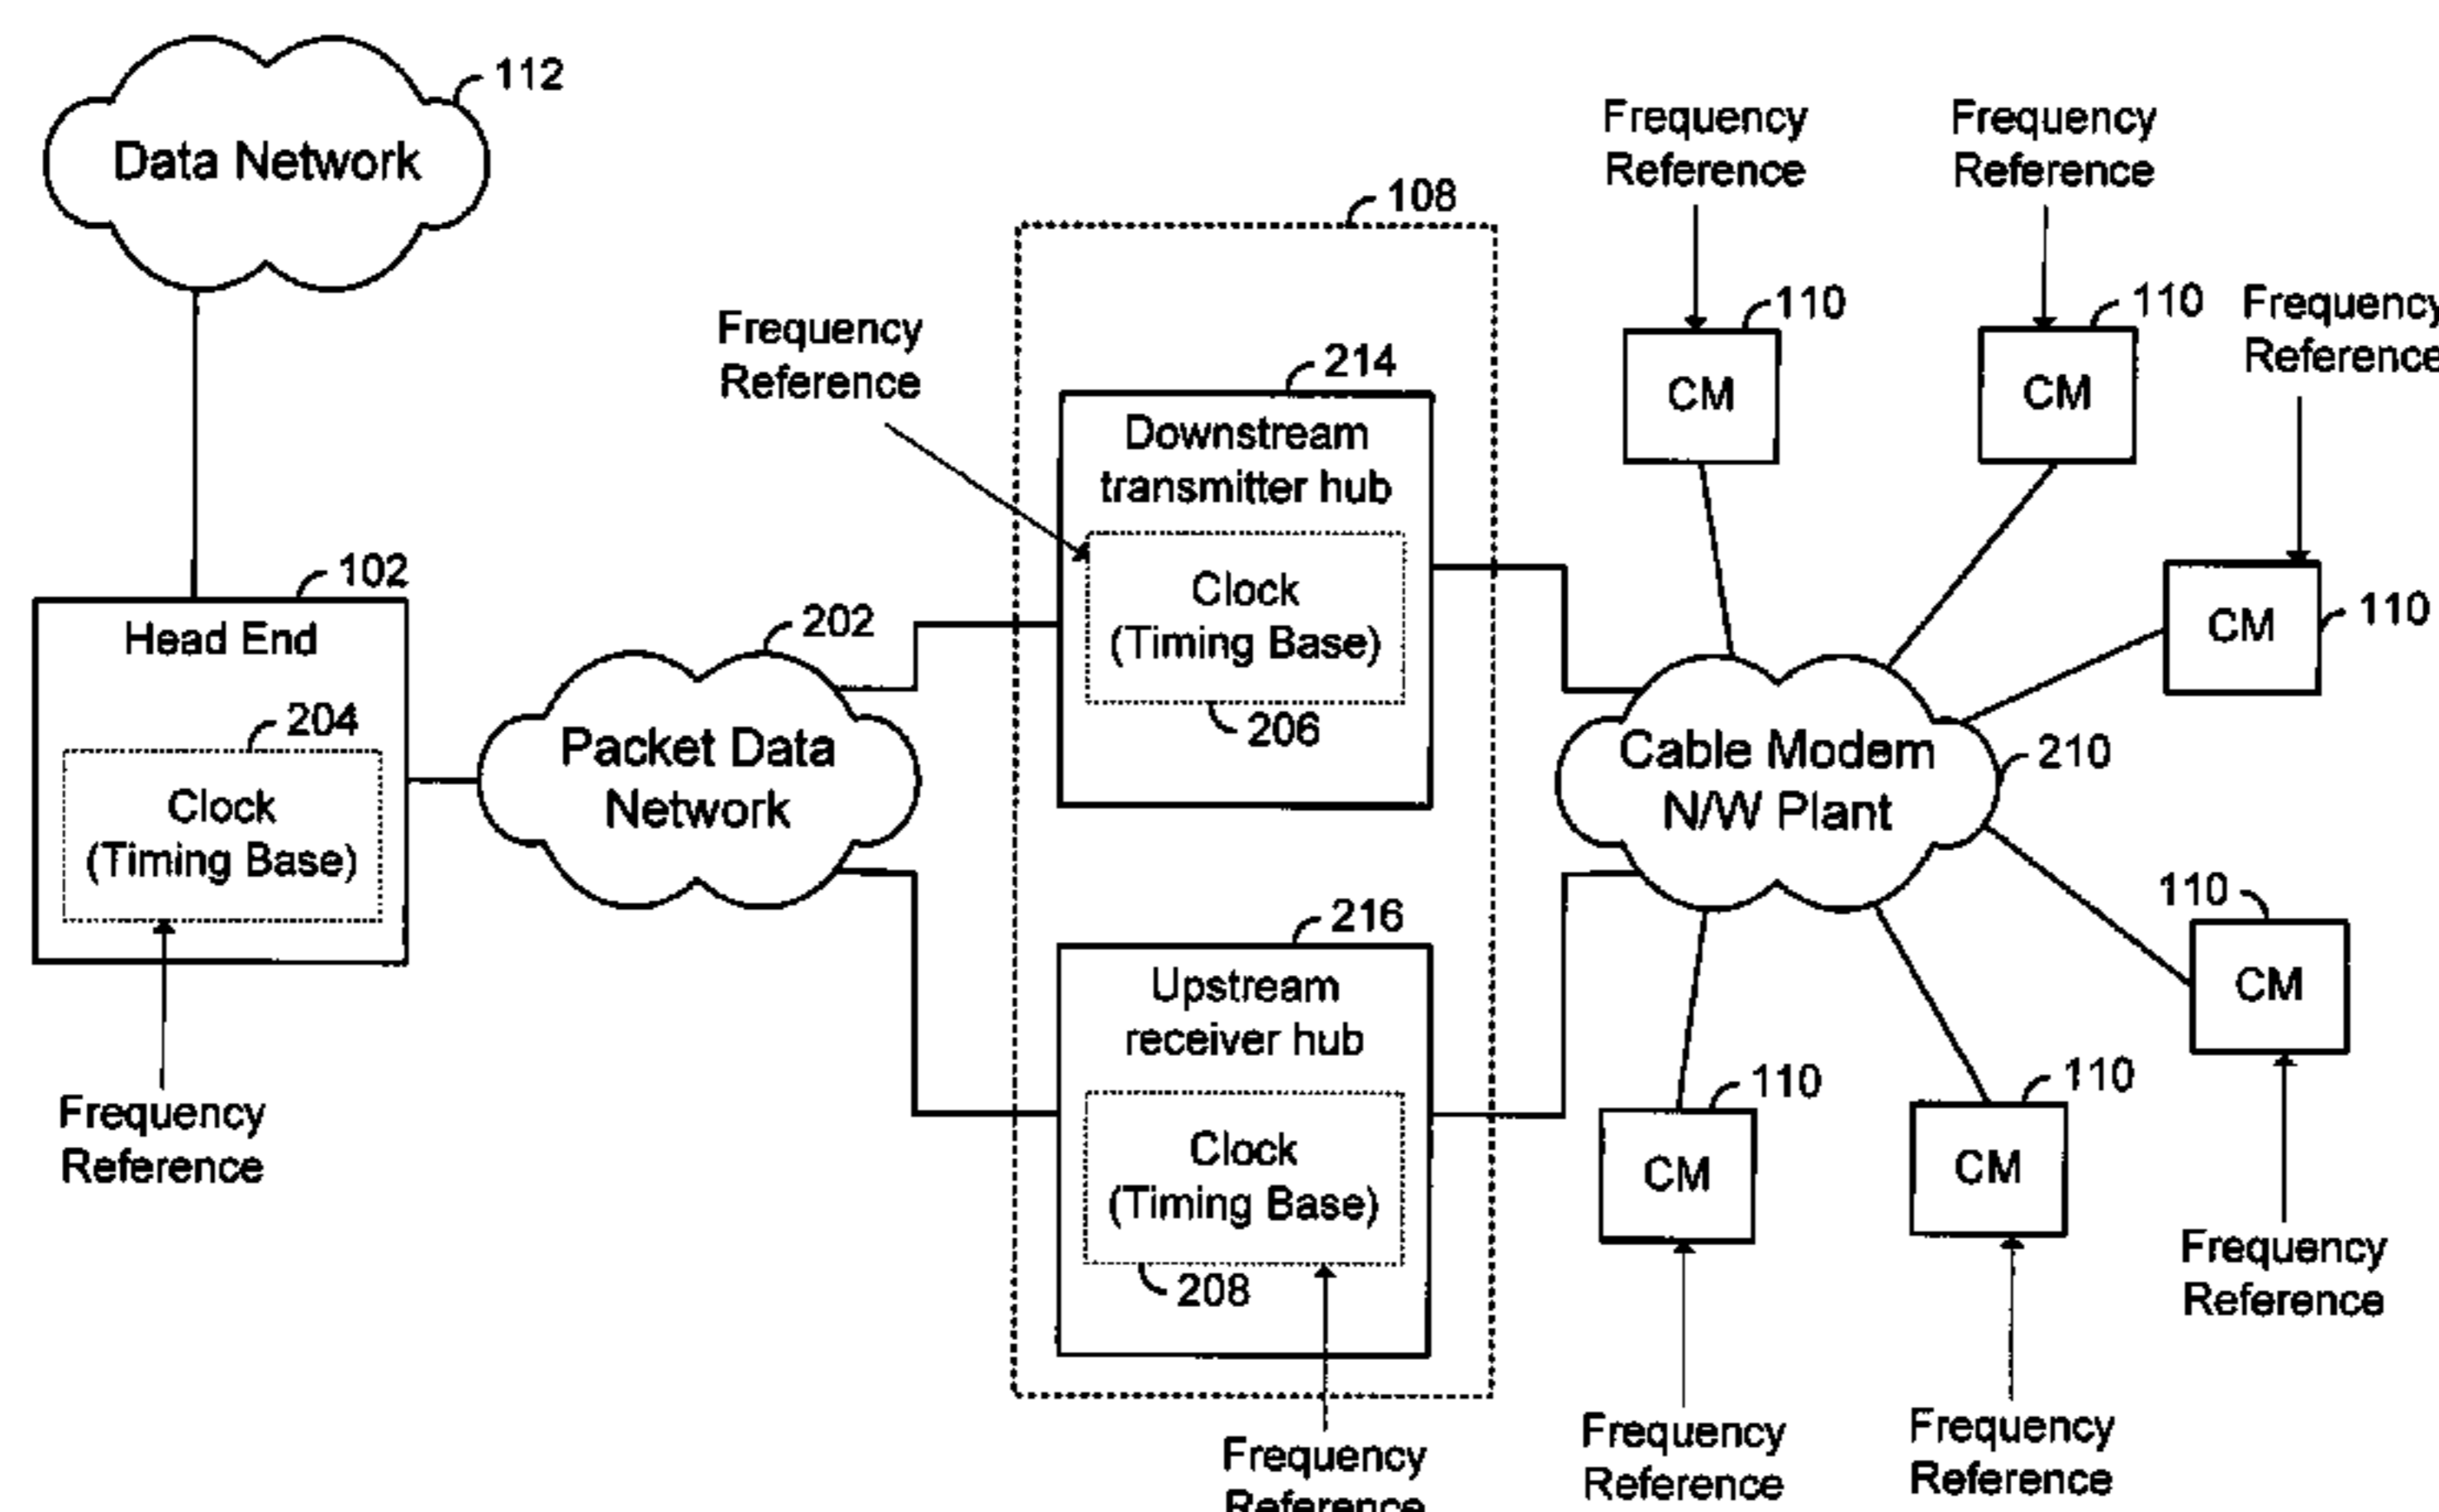 112
Data Network
Frequency
Reference
Frequency
Reference
108
Frequency
Reference
110
110
Frequency
Reference
214
CM
CM
Downstream
transmitter hub
102
Head End
202
Clock
(Timing Base)
CM
110
204
206
Packet Data
Network
Cable Modem
N/W Plant
210
Clock
(Timing Base)
110
216
CM
Upstream
receiver hub
110
110
Frequency
Reference
Clock
(Timing Base)
CM
CM
208
Frequency
Reference
Frequency
Reference
Frequency
Reference
Frequency
Reference